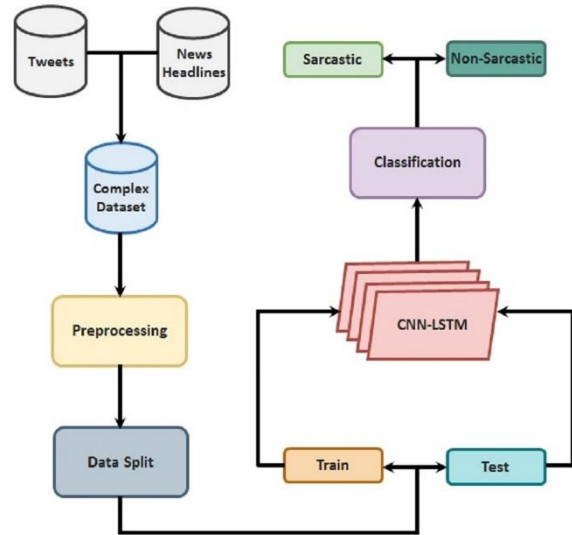 Tweets
News
Headlines
Complex
Dataset
Preprocessing
Data Split
Train
Test
CNN-LSTM
Classification
Sarcastic
Non-Sarcastic